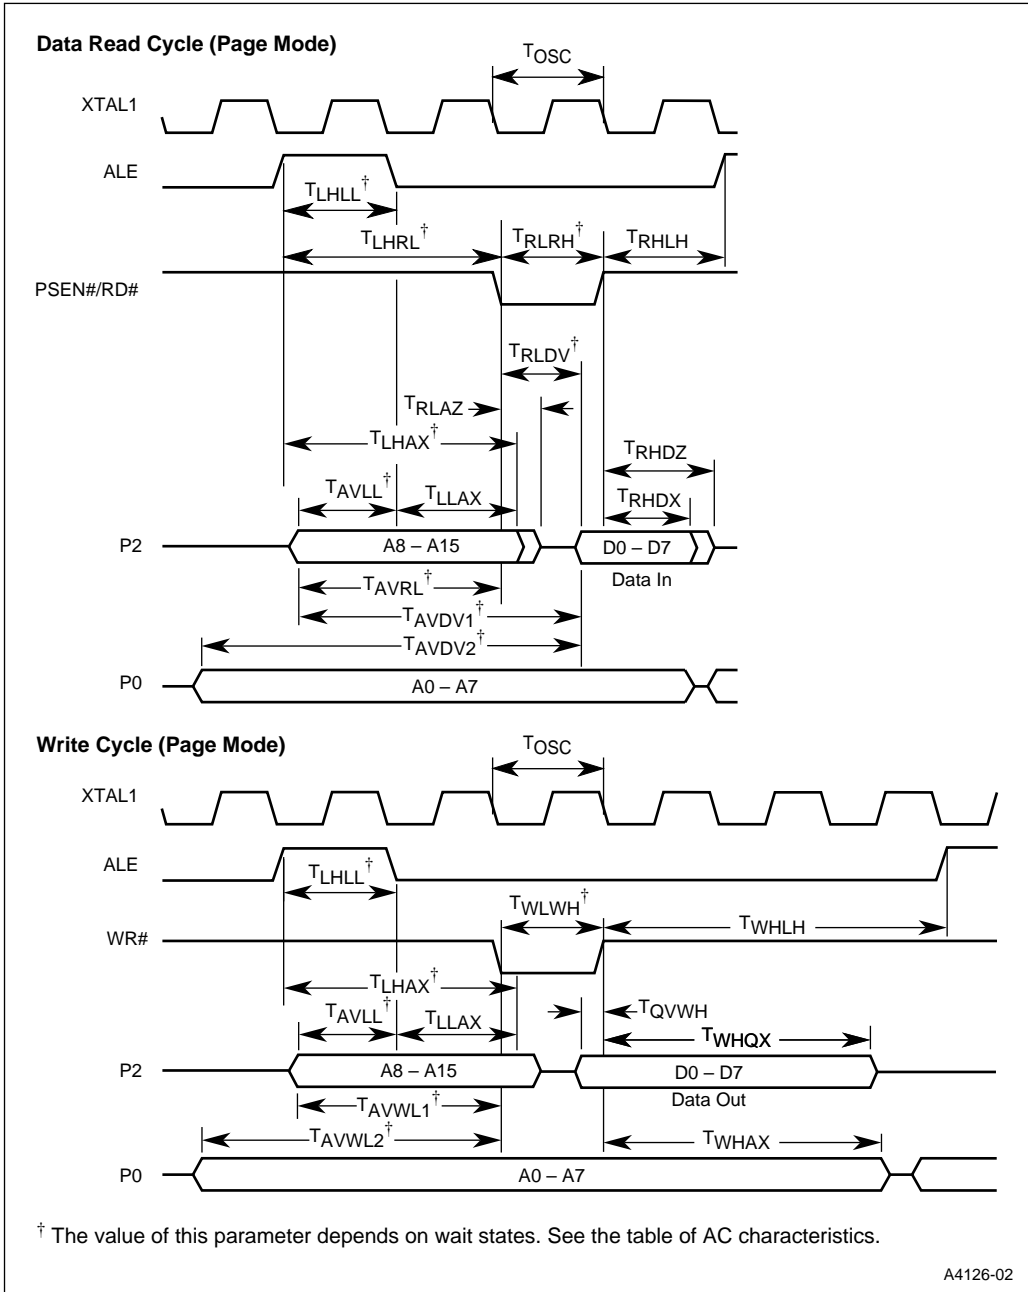 Data Read Cycle (Page Mode)
TOSC
XTAL1
ALE
TLHLL†
TLHRL†
TRLRH†
TRHLH
PSEN#/RD#
TRLDV†
TRLAZ
TLHAX†
TRHDZ
TAVLL†
TLLAX
TRHDX
P2
A8 – A15
D0 – D7
Data In
TAVRL†
TAVDV1†
TAVDV2†
P0
A0 – A7
Write Cycle (Page Mode)
TOSC
XTAL1
ALE
TLHLL†
TWLWH†
TWHLH
WR#
TLHAX†
TQVWH
TAVLL†
TLLAX
TWHQX
P2
A8 – A15
D0 – D7
Data Out
TAVWL1†
TAVWL2†
TWHAX
P0
A0 – A7
† The value of this parameter depends on wait states. See the table of AC characteristics.
A4126-02